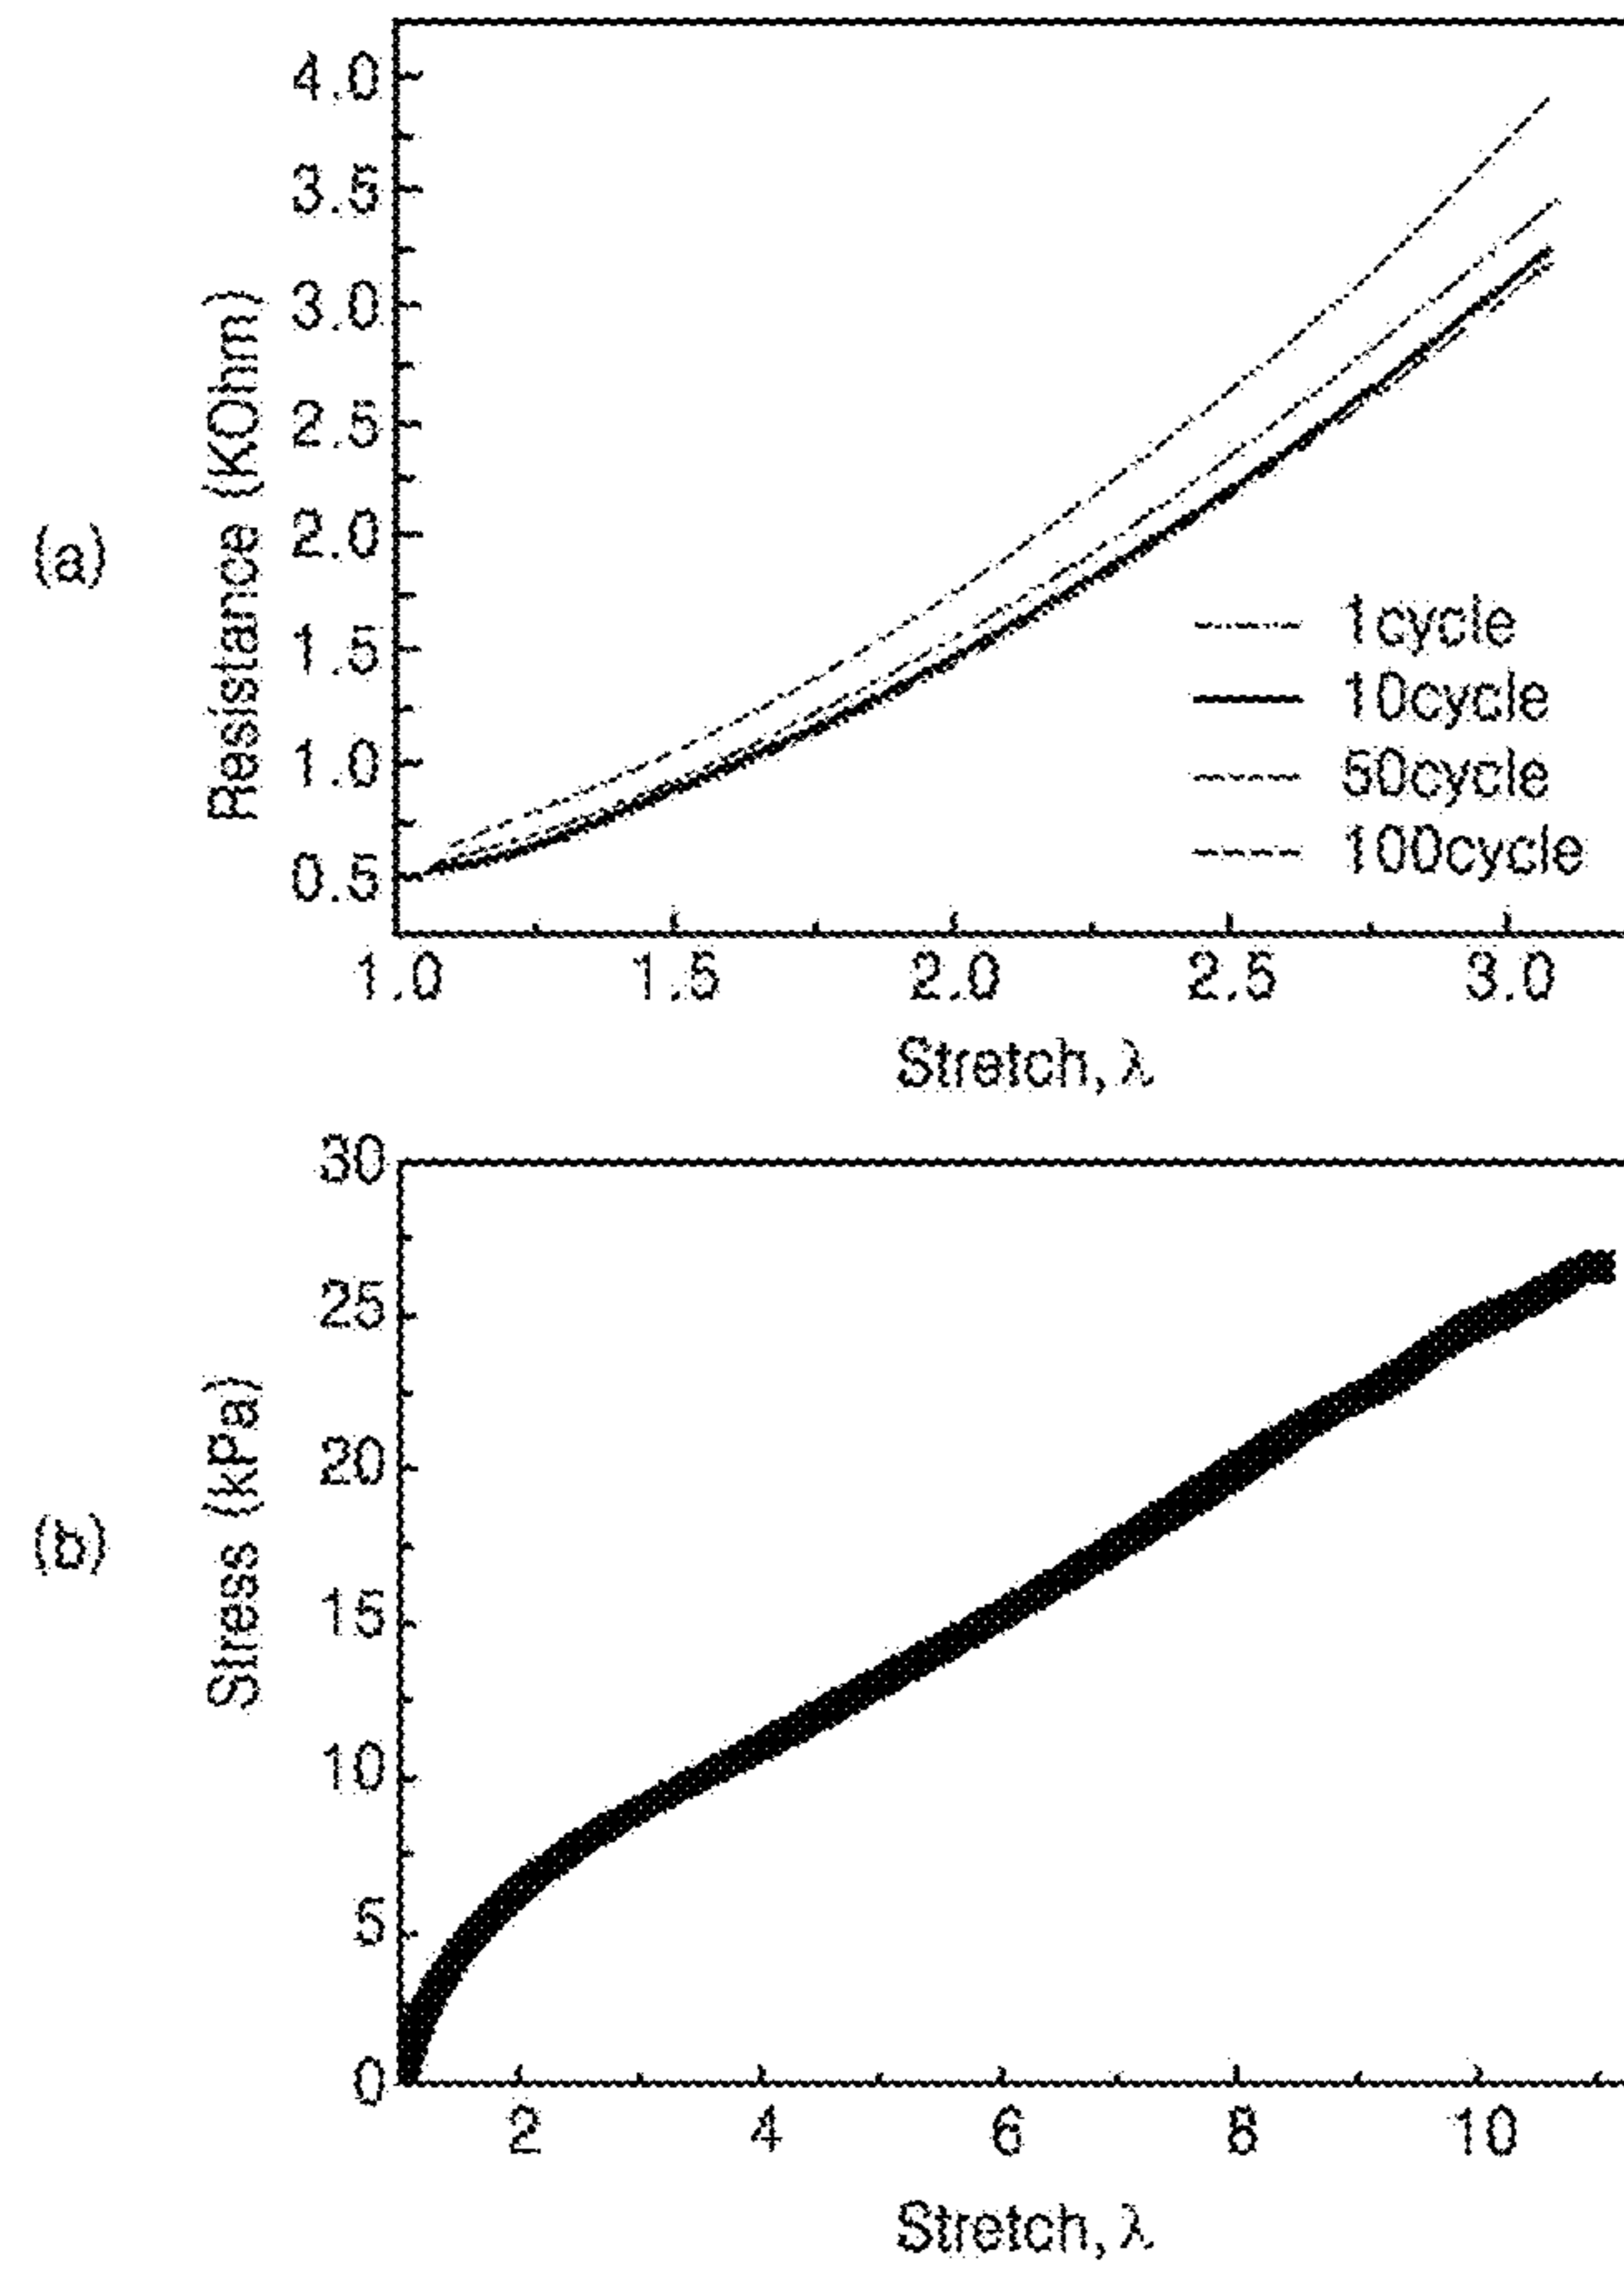 (a)
Resistance (KOhm)
4.0
3.5
3.0
2.5
2.0
1.5
1.0
0.5
1cycle
10cycle
50cycle
100cycle
1.0 1.5 2.0 2.5 3.0
Stretch, λ
(b)
Stress (kPa)
30
25
20
15
10
5
0
2 4 6 8 10
Stretch, λ